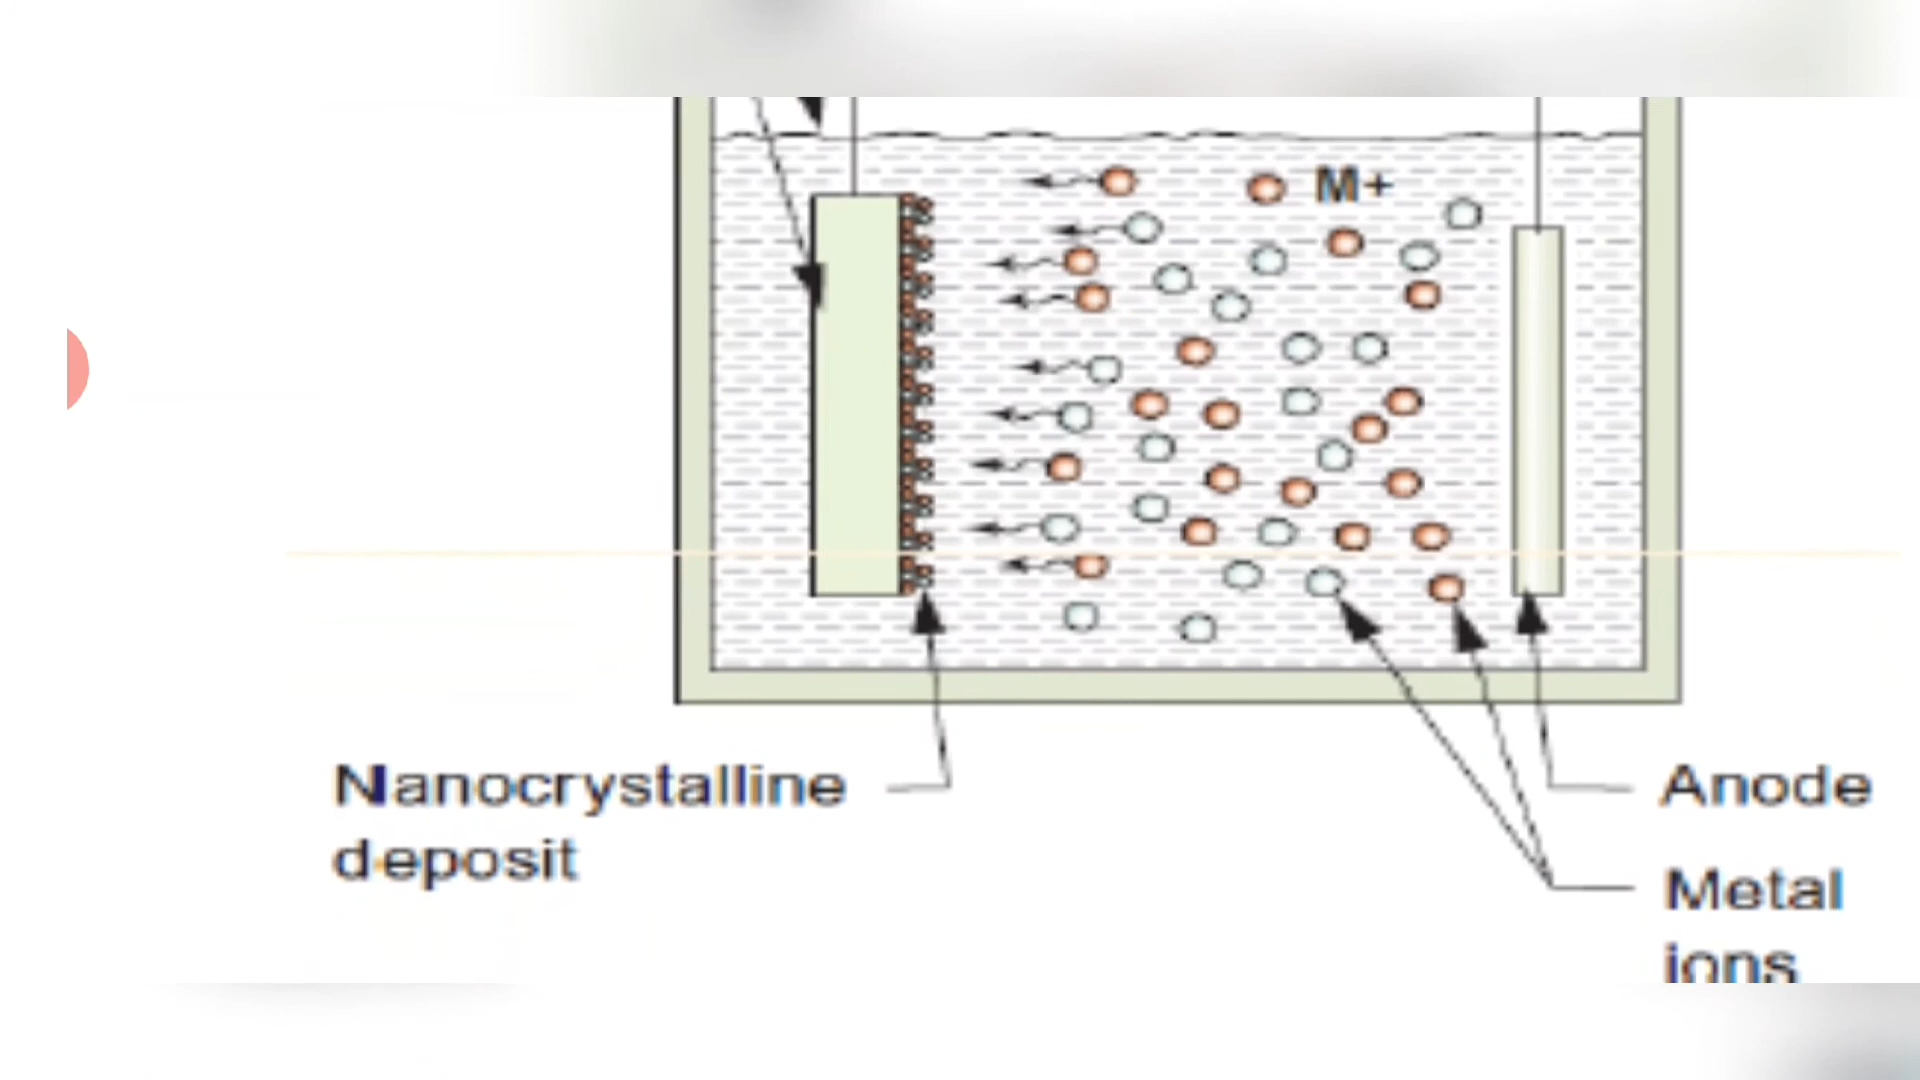 M+
Nanocrystalline
deposit
Anode
Metal
ions